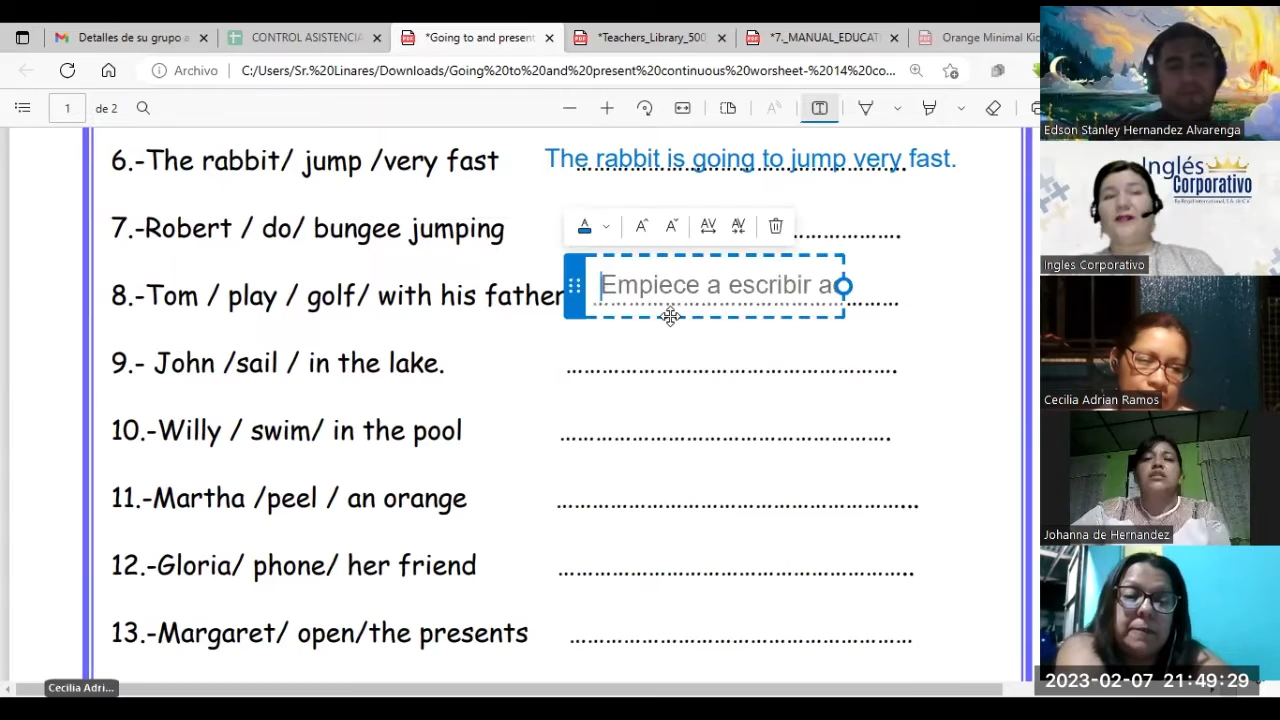 Detalles de su grupo a
CONTROL ASISTENCIA
*Going to and present
*Teachers_Library_500
*7._MANUAL_EDUCAT
Orange Minimal Kid
Archivo
C:/Users/Sr.%20Linares/Downloads/Going%20to%20and%20present%20continuous%20worsheet-%2014%20co...
1
de 2
6.-The rabbit/ jump /very fast
The rabbit is going to jump very fast.
7.-Robert / do/ bungee jumping
8.-Tom / play / golf/ with his father
Empiece a escribir a
9.- John /sail / in the lake.
10.-Willy / swim/ in the pool
11.-Martha /peel / an orange
12.-Gloria/ phone/ her friend
13.-Margaret/ open/the presents
Cecilia Adri...
Edson Stanley Hernandez Alvarenga
Inglés
Corporativo
Ingles Corporativo
Cecilia Adrian Ramos
Johanna de Hernandez
2023-02-07 21:49:29